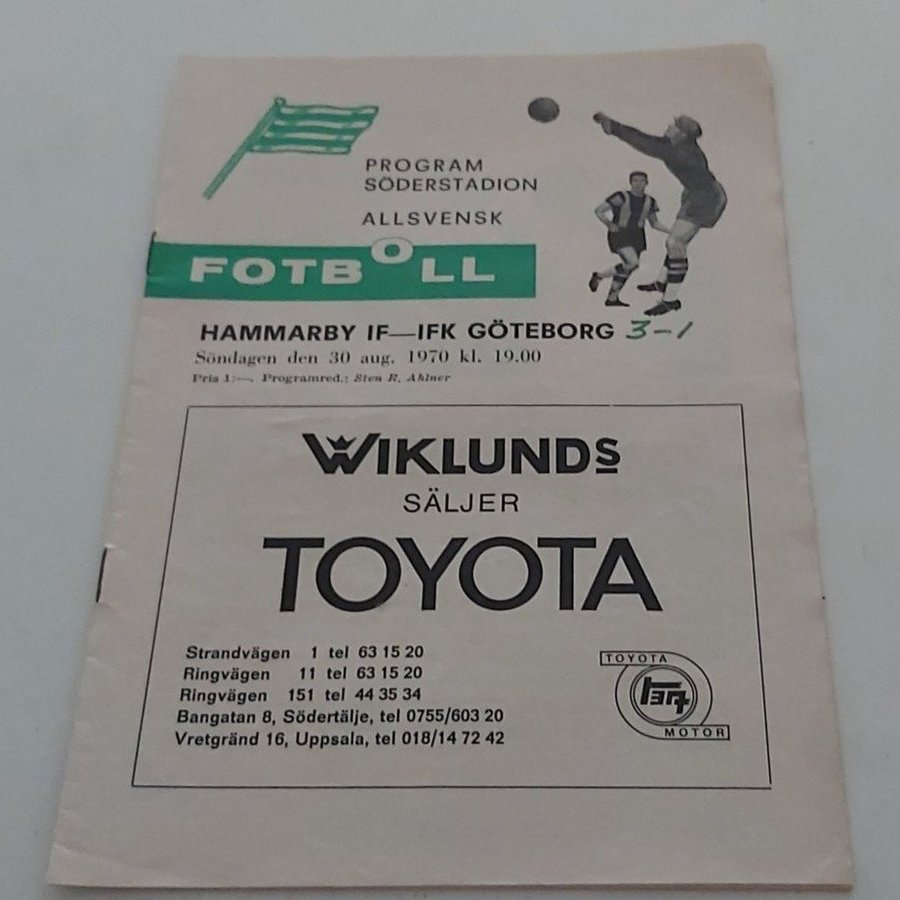 PROGRAM
SÖDERSTADION
ALLSVENSK
FOTBOLL
HAMMARBY IF—IFK GÖTEBORG 3-1
Söndagen den 30 aug. 1970 kl. 19.00
Pris 1:—. Programred.: Sten R. Ahlner
WIKLUNDS
SÄLJER
TOYOTA
Strandvägen 1 tel 63 15 20
Ringvägen 11 tel 63 15 20
Ringvägen 151 tel 44 35 34
Bangatan 8, Södertälje, tel 0755/603 20
Vretgränd 16, Uppsala, tel 018/14 72 42
TOYOTA
MOTOR